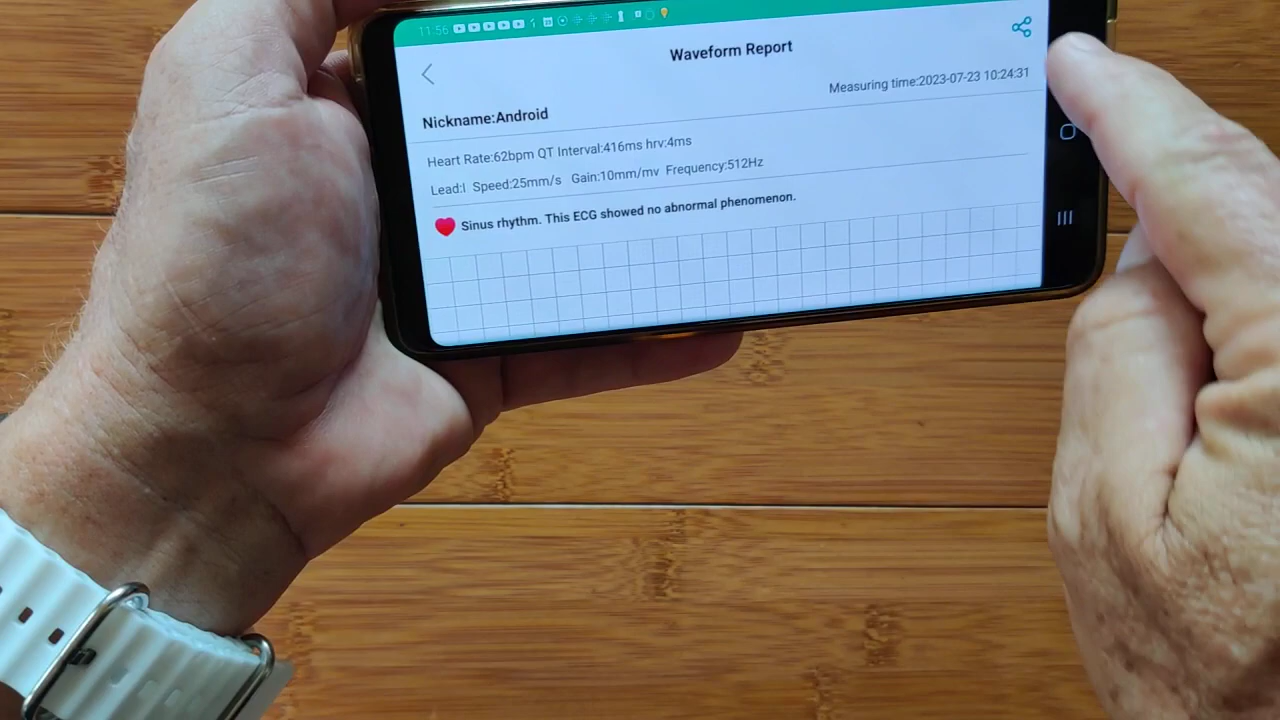 11:56
Waveform Report
Measuring time:2023-07-23 10:24:31
Nickname:Android
Heart Rate:62bpm QT Interval:416ms hrv:4ms
Lead:I Speed:25mm/s Gain:10mm/mv Frequency:512Hz
Sinus rhythm. This ECG showed no abnormal phenomenon.